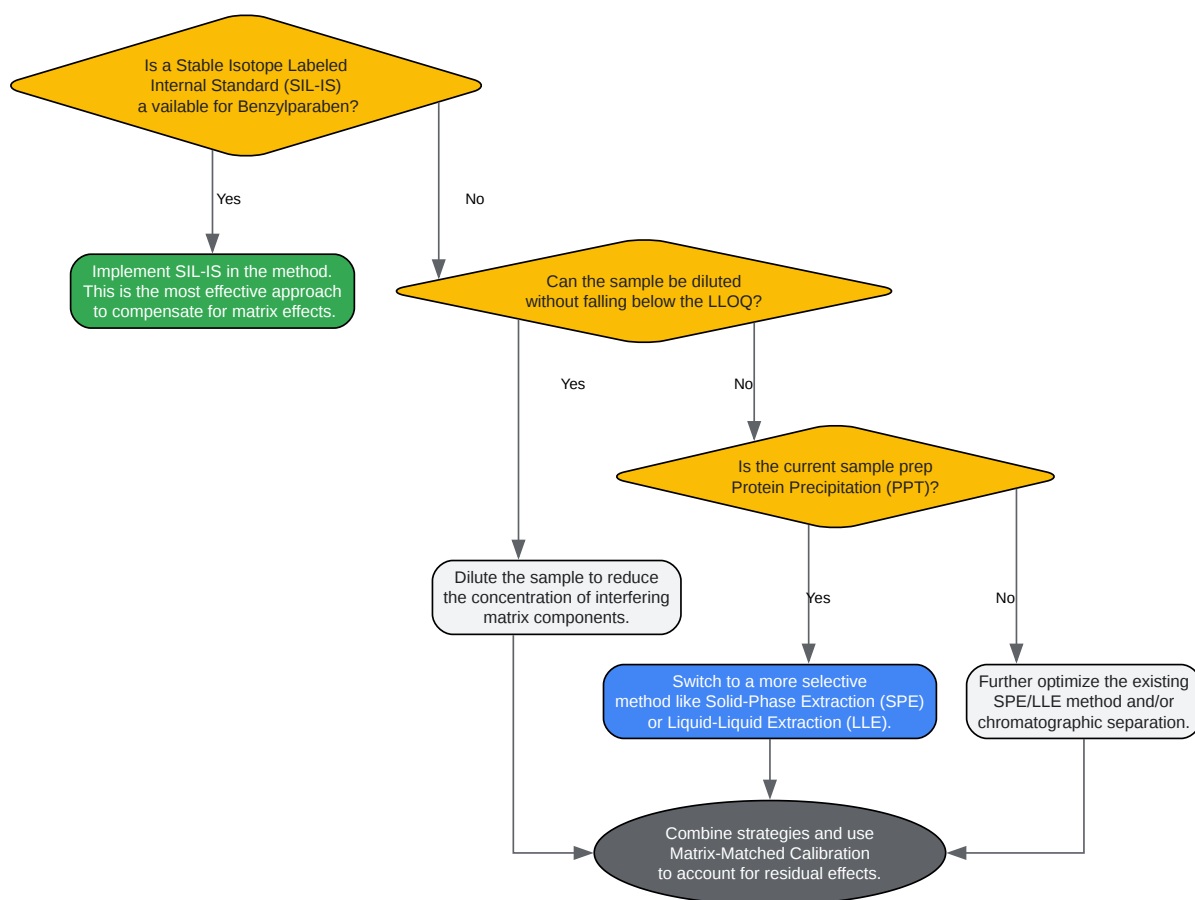 Is a Stable Isotope Labeled
Internal Standard (SIL-IS)
a vailable for Benzylparaben?
Yes
No
Implement SIL-IS in the method.
This is the most effective approach
to compensate for matrix effects.
Can the sample be diluted
without falling below the LLOQ?
Yes
No
Is the current sample prep
Protein Precipitation (PPT)?
Dilute the sample to reduce
the concentration of interfering
matrix components.
Yes
No
Switch to a more selective
method like Solid-Phase Extraction (SPE)
or Liquid-Liquid Extraction (LLE).
Further optimize the existing
SPE/LLE method and/or
chromatographic separation.
Combine strategies and use
Matrix-Matched Calibration
to account for residual effects.